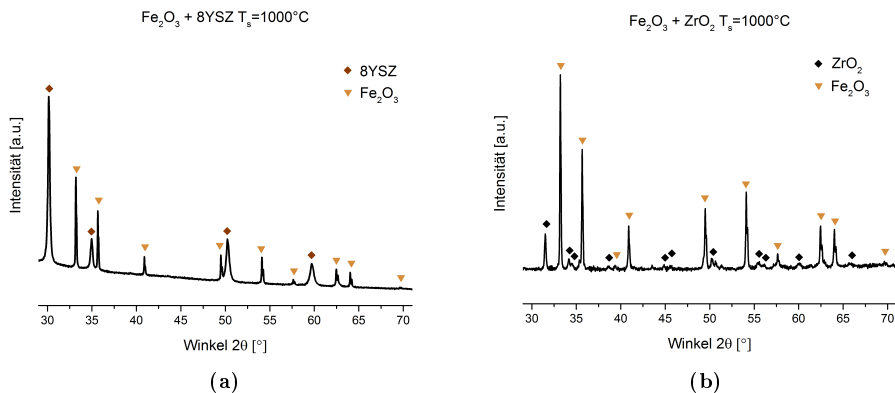 Fe₂O₃ + 8YSZ Tₛ=1000°C
8YSZ
Fe₂O₃
Intensität [a.u.]
30 35 40 45 50 55 60 65 70
Winkel 2θ [°]
(a)
Fe₂O₃ + ZrO₂ Tₛ=1000°C
ZrO₂
Fe₂O₃
Intensität [a.u.]
30 35 40 45 50 55 60 65 70
Winkel 2θ [°]
(b)